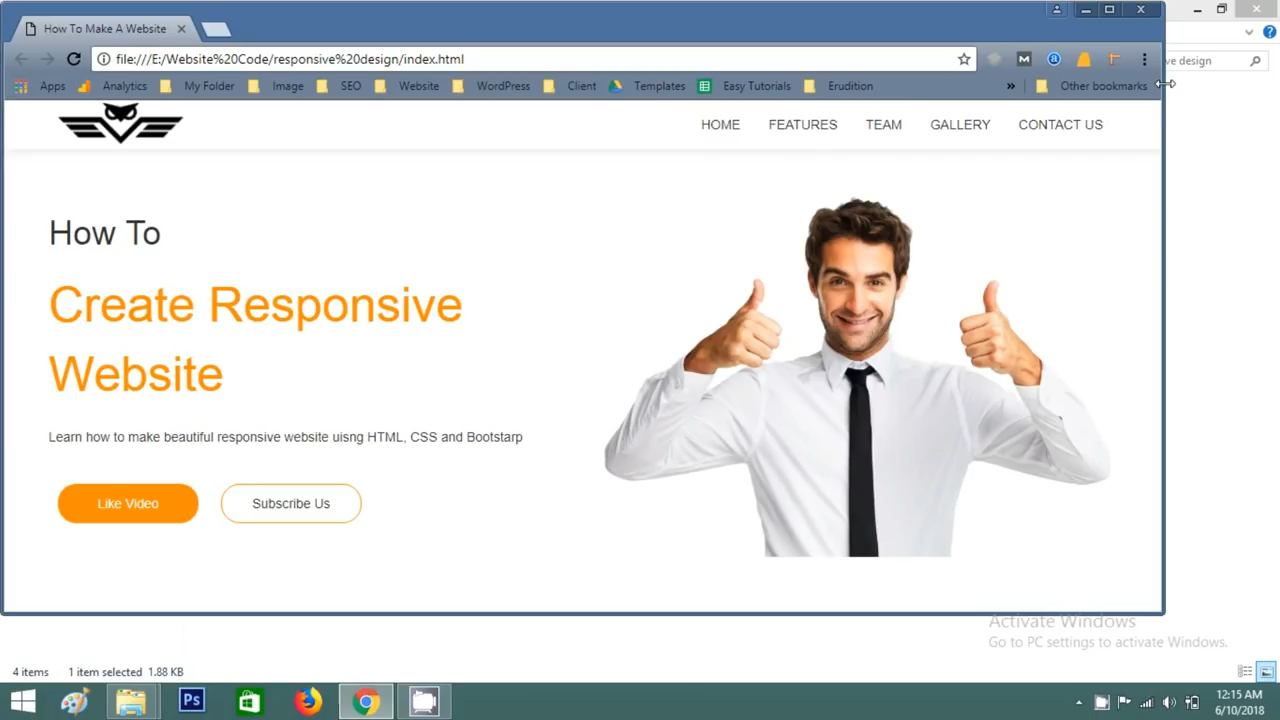 How To Make A Website
file:///E:/Website%20Code/responsive%20design/index.html
ve design
Apps Analytics My Folder Image SEO Website WordPress Client Templates Easy Tutorials Erudition » Other bookmarks
HOME FEATURES TEAM GALLERY CONTACT US
How To
Create Responsive
Website
Learn how to make beautiful responsive website uisng HTML, CSS and Bootstarp
Like Video Subscribe Us
Activate Windows
Go to PC settings to activate Windows.
4 items 1 item selected 1.88 KB
Ps
12:15 AM
6/10/2018